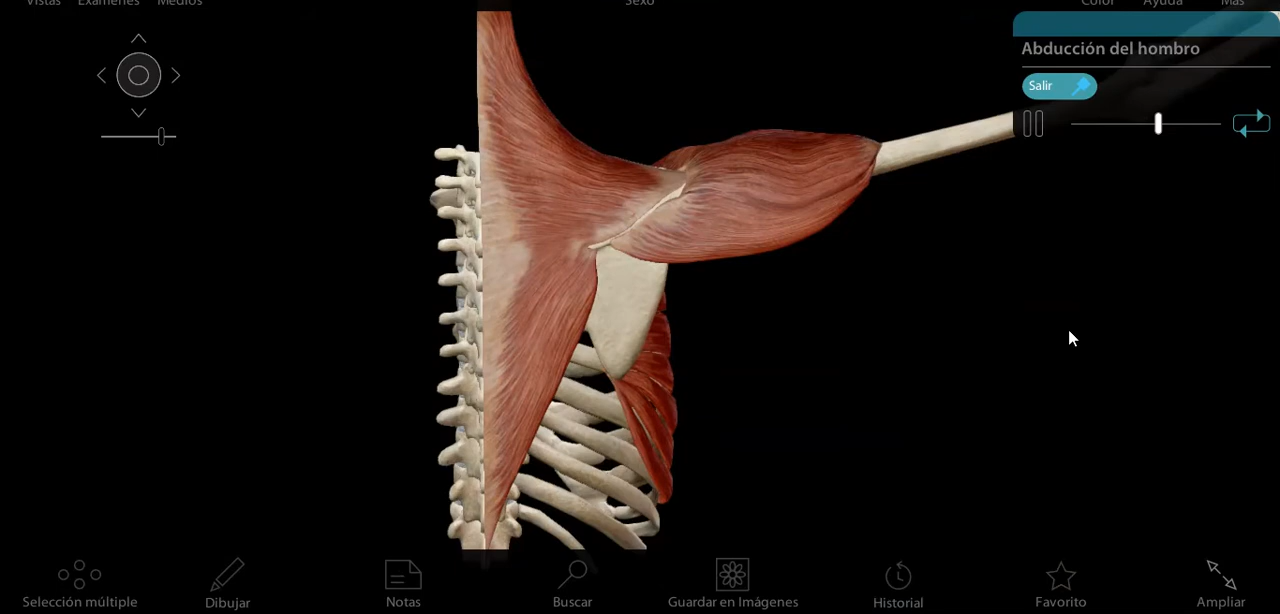 Vistas Exámenes Medios Sexo Color Ayuda Más
Abducción del hombro
Salir
Selección múltiple Dibujar Notas Buscar Guardar en Imágenes Historial Favorito Ampliar